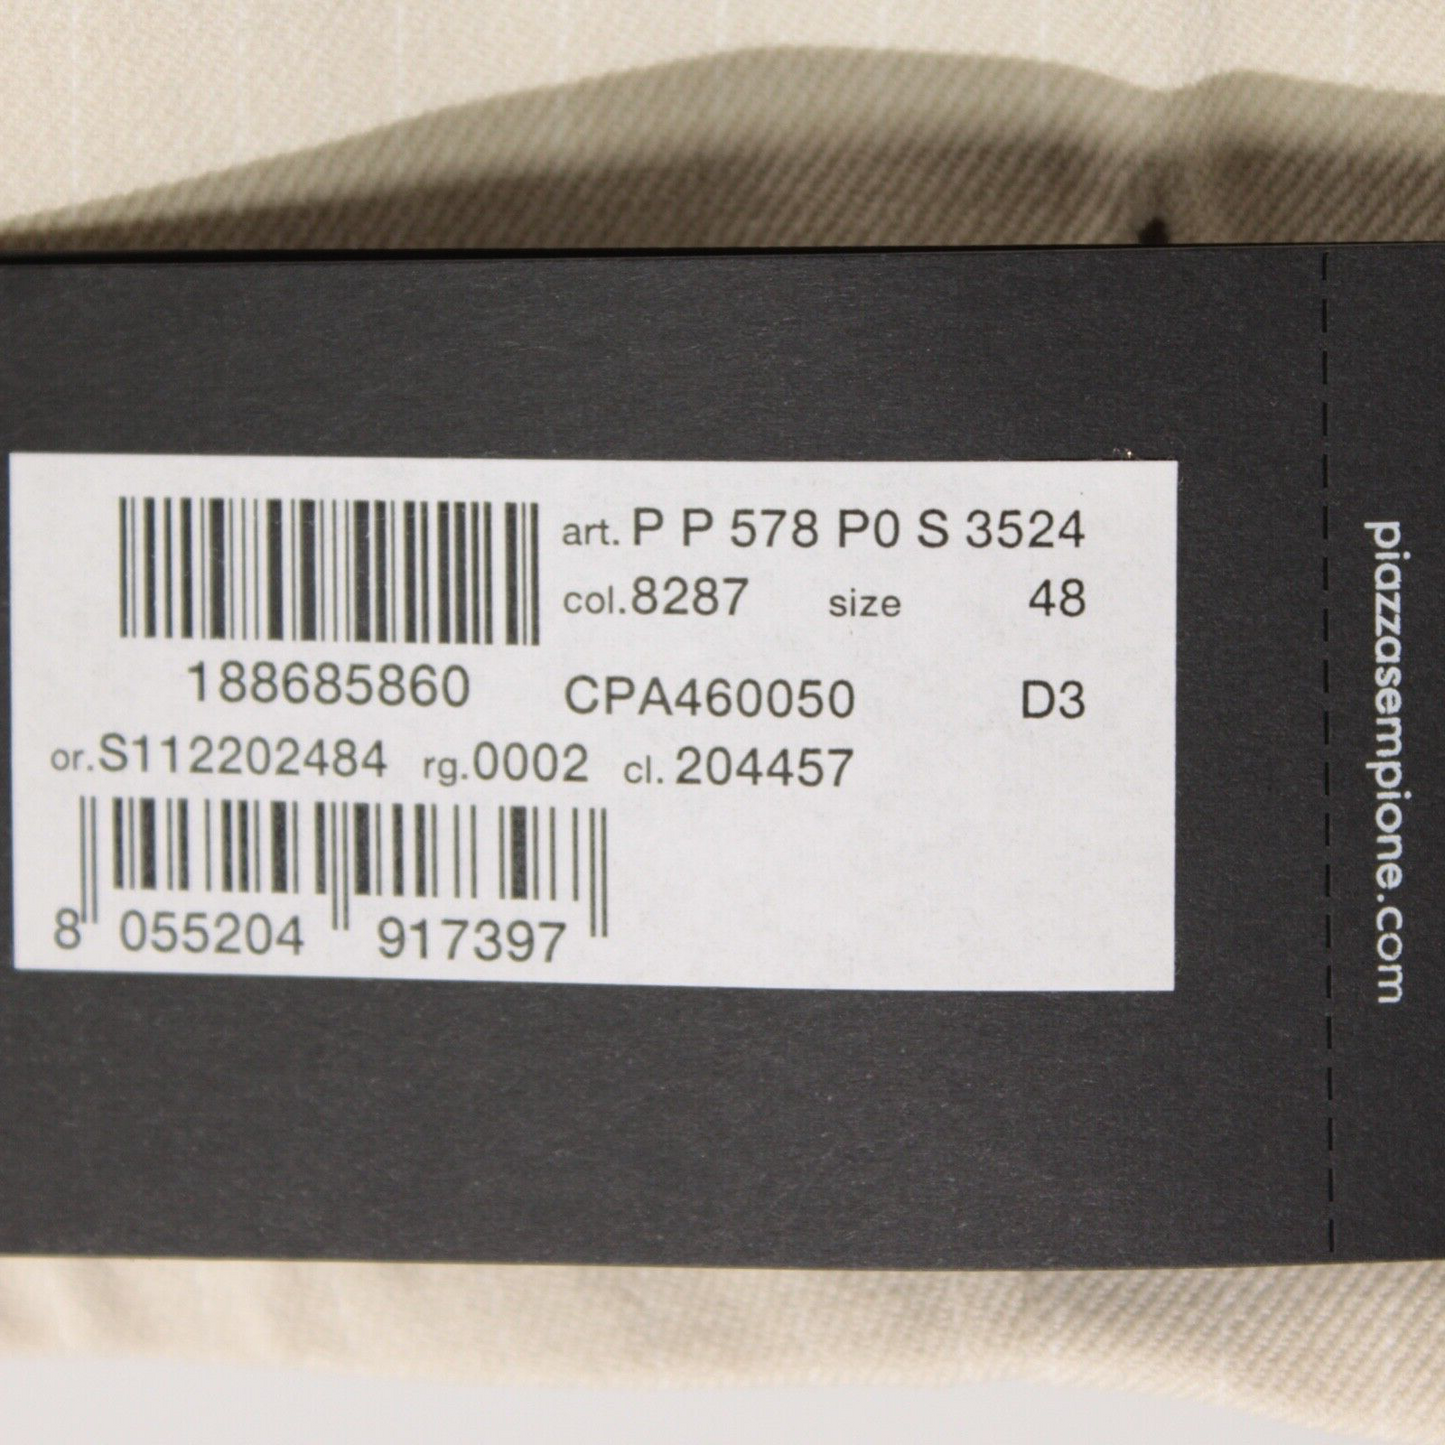 art. P P 578 P0 S 3524
col.8287 size 48
188685860 CPA460050 D3
or.S112202484 rg.0002 cl. 204457
8 055204 917397
piazzasempione.com